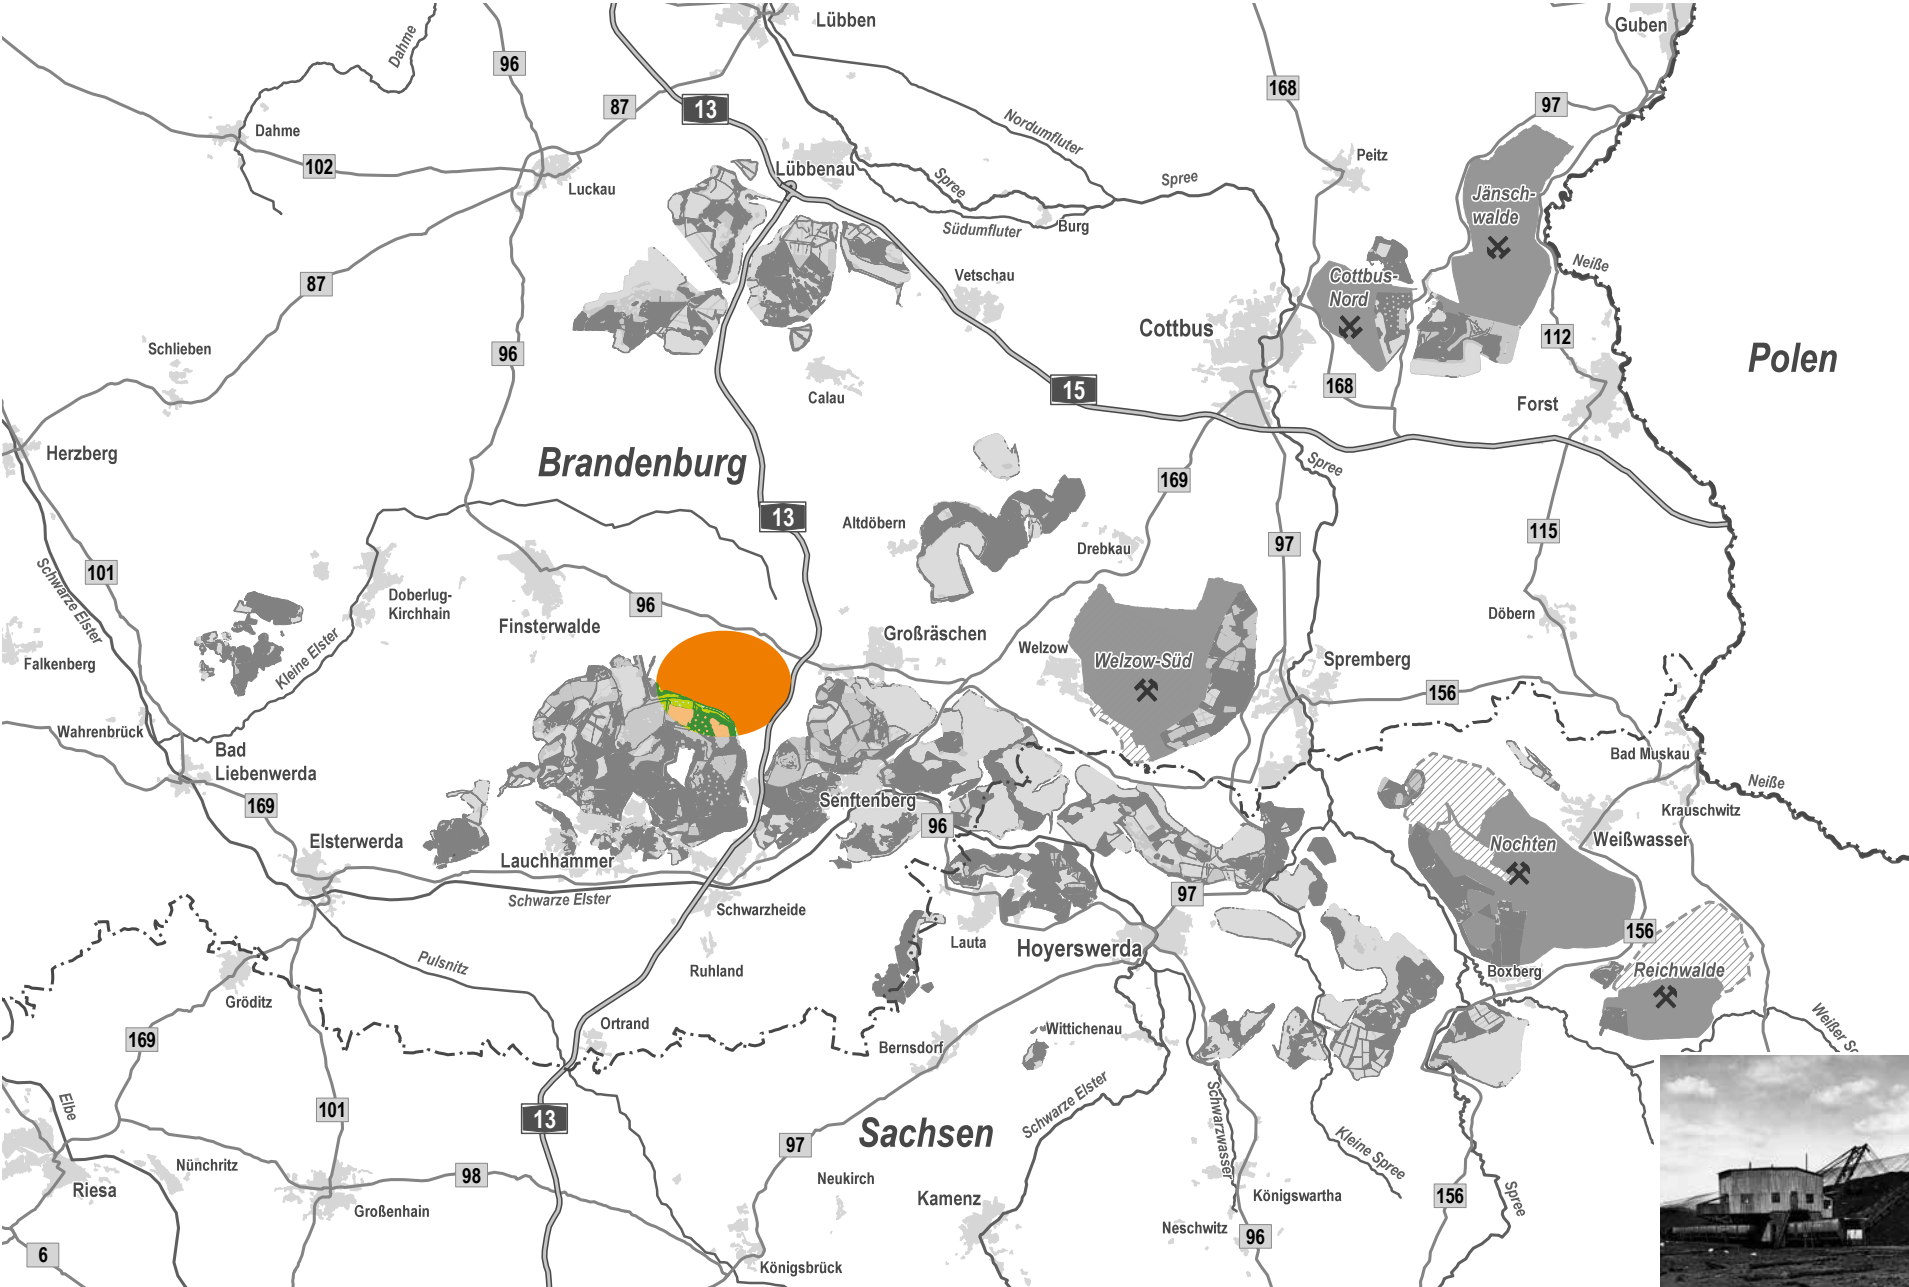 Lübben
Guben
Dahme
96
87
13
168
97
Dahme
102
Luckau
Lübbenau
Nordumfluter
Spree
Spree
Peitz
Jänsch-
walde
Südumfluter
Burg
Neiße
87
Vetschau
Cottbus-
Nord
Cottbus
112
Schlieben
96
Calau
15
168
Polen
Forst
Herzberg
Brandenburg
169
Spree
13
Altdöbern
Drebkau
97
115
101
Schwarze Elster
Doberlug-
Kirchhain
96
Finsterwalde
Döbern
Kleine Elster
Großräschen
Welzow
Welzow-Süd
Spremberg
156
Falkenberg
Wahrenbrück
Bad
Liebenwerda
Bad Muskau
Neiße
169
Senftenberg
96
Krauschwitz
Elsterwerda
Lauchhammer
Nochten
Weißwasser
Schwarze Elster
Schwarzheide
97
Lauta
Hoyerswerda
156
Pulsnitz
Ruhland
Boxberg
Reichwalde
Gröditz
Ortrand
169
Bernsdorf
Wittichenau
Weißer Sc
Elbe
101
13
Schwarze Elster
Schwarzwasser
Sachsen
97
Kleine Spree
Nünchritz
98
Riesa
Neukirch
Kamenz
Königswartha
156
Spree
Großenhain
Neschwitz
96
6
Königsbrück